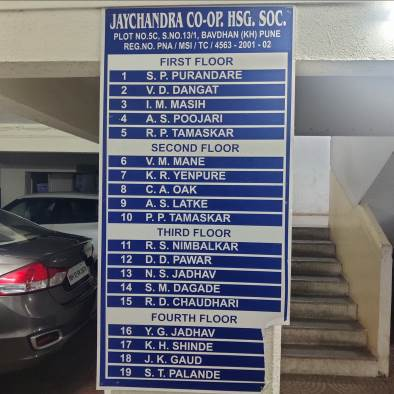 JAYCHANDRA CO-OP. HSG. SOC.
PLOT NO.5C, S.NO.13/1, BAVDHAN (KH) PUNE
REG.NO. PNA / MSI / TC / 4563 - 2001 - 02
FIRST FLOOR
1 S. P. PURANDARE
2 V. D. DANGAT
3 I. M. MASIH
4 A. S. POOJARI
5 R. P. TAMASKAR
SECOND FLOOR
6 V. M. MANE
7 K. R. YENPURE
8 C. A. OAK
9 A. S. LATKE
10 P. P. TAMASKAR
THIRD FLOOR
11 R. S. NIMBALKAR
12 D. D. PAWAR
13 N. S. JADHAV
14 S. M. DAGADE
15 R. D. CHAUDHARI
FOURTH FLOOR
16 Y. G. JADHAV
17 K. H. SHINDE
18 J. K. GAUD
19 S. T. PALANDE